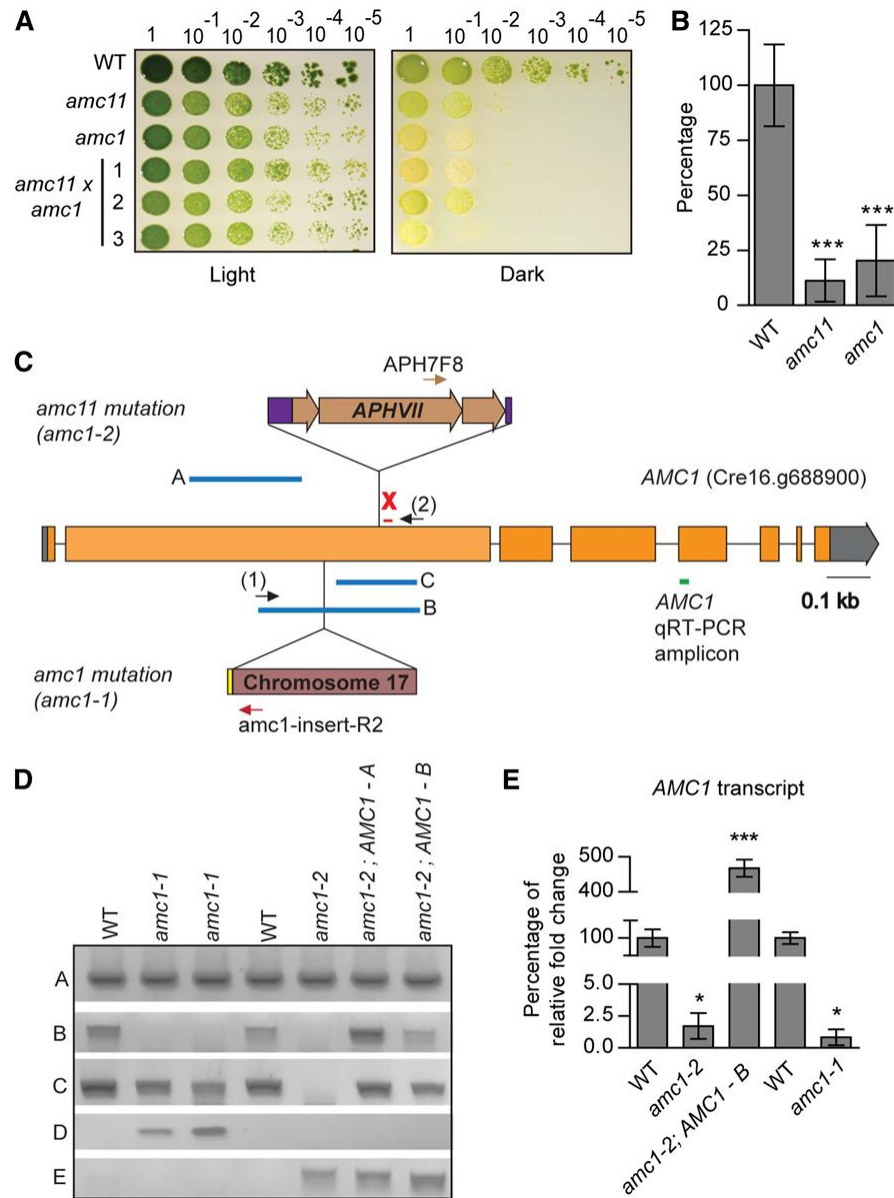 A
1 10-1 10-2 10-3 10-4 10-5
1 10-1 10-2 10-3 10-4 10-5
WT
amc11
amc1
amc11 x
amc1
1
2
3
Light
Dark
B
Percentage
125
100
75
50
25
0
***
***
WT
amc11
amc1
C
APH7F8
amc11 mutation
(amc1-2)
APHVII
A
AMC1 (Cre16.g688900)
X
(2)
(1)
C
B
AMC1
qRT-PCR
amplicon
0.1 kb
amc1 mutation
(amc1-1)
Chromosome 17
amc1-insert-R2
D
WT
amc1-1
amc1-1
WT
amc1-2
amc1-2 ; AMC1 - A
amc1-2 ; AMC1 - B
A
B
C
D
E
E
AMC1 transcript
Percentage of
relative fold change
500
400
100
5.0
2.5
0.0
*
***
*
WT
amc1-2
amc1-2; AMC1 - B
WT
amc1-1